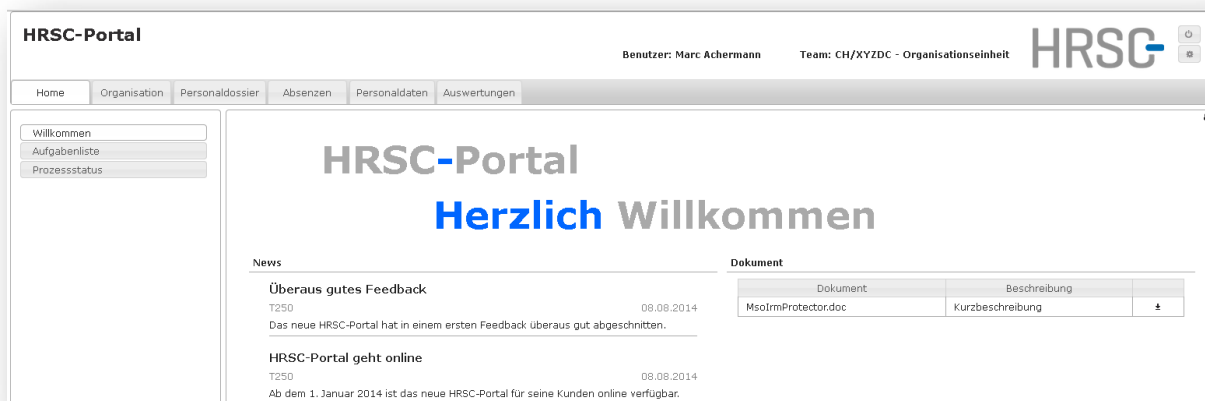 HRSC-Portal
Benutzer: Marc Achermann Team: CH/XYZDC - Organisationseinheit HRSC
Home Organisation Personaldossier Absenzen Personaldaten Auswertungen
Willkommen
Aufgabenliste
Prozessstatus
HRSC-Portal
Herzlich Willkommen
News
Überaus gutes Feedback
T250 08.08.2014
Das neue HRSC-Portal hat in einem ersten Feedback überaus gut abgeschnitten.
HRSC-Portal geht online
T250 08.08.2014
Ab dem 1. Januar 2014 ist das neue HRSC-Portal für seine Kunden online verfügbar.
Dokument
Dokument Beschreibung
MsoIrmProtector.doc Kurzbeschreibung